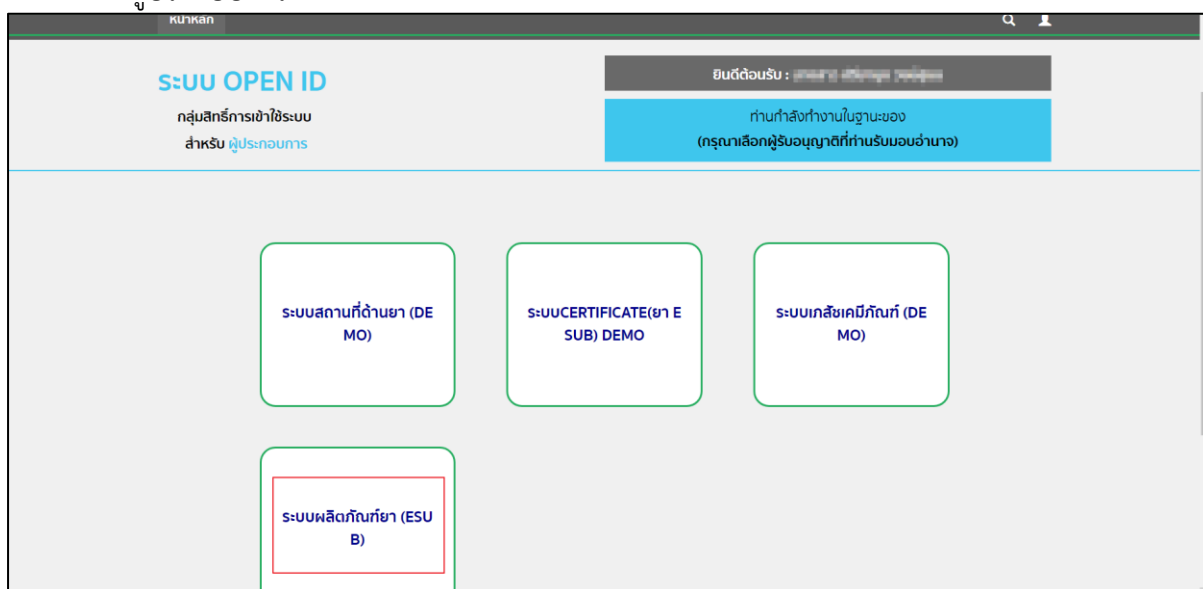 หน้าหลัก
ระบบ OPEN ID
กลุ่มสิทธิ์การเข้าใช้ระบบ
สำหรับ ผู้ประกอบการ
ยินดีต้อนรับ :
ท่านกำลังทำงานในฐานะของ
(กรุณาเลือกผู้รับอนุญาติที่ท่านรับมอบอำนาจ)
ระบบสถานที่ด้านยา (DE
MO)
ระบบCERTIFICATE(ยา E
SUB) DEMO
ระบบเภสัชเคมีภัณฑ์ (DE
MO)
ระบบผลิตภัณฑ์ยา (ESU
B)